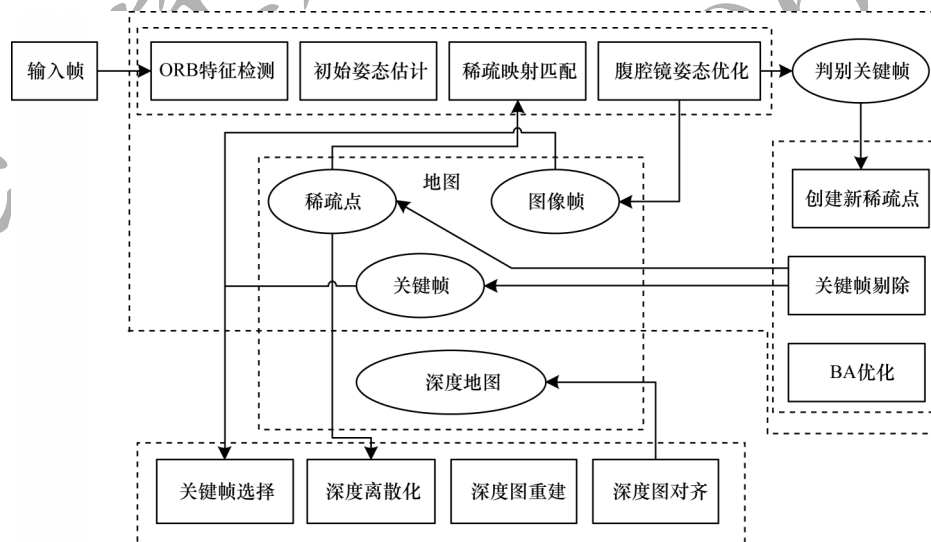 输入帧
ORB特征检测
初始姿态估计
稀疏映射匹配
腹腔镜姿态优化
判别关键帧
地图
稀疏点
图像帧
创建新稀疏点
关键帧
关键帧剔除
深度地图
BA优化
关键帧选择
深度离散化
深度图重建
深度图对齐